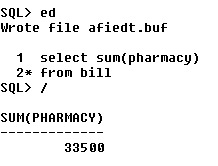 SQL> ed
Wrote file afiedt.buf
1 select sum(pharmacy)
2* from bill
SQL> /
SUM(PHARMACY)
-------------
33500